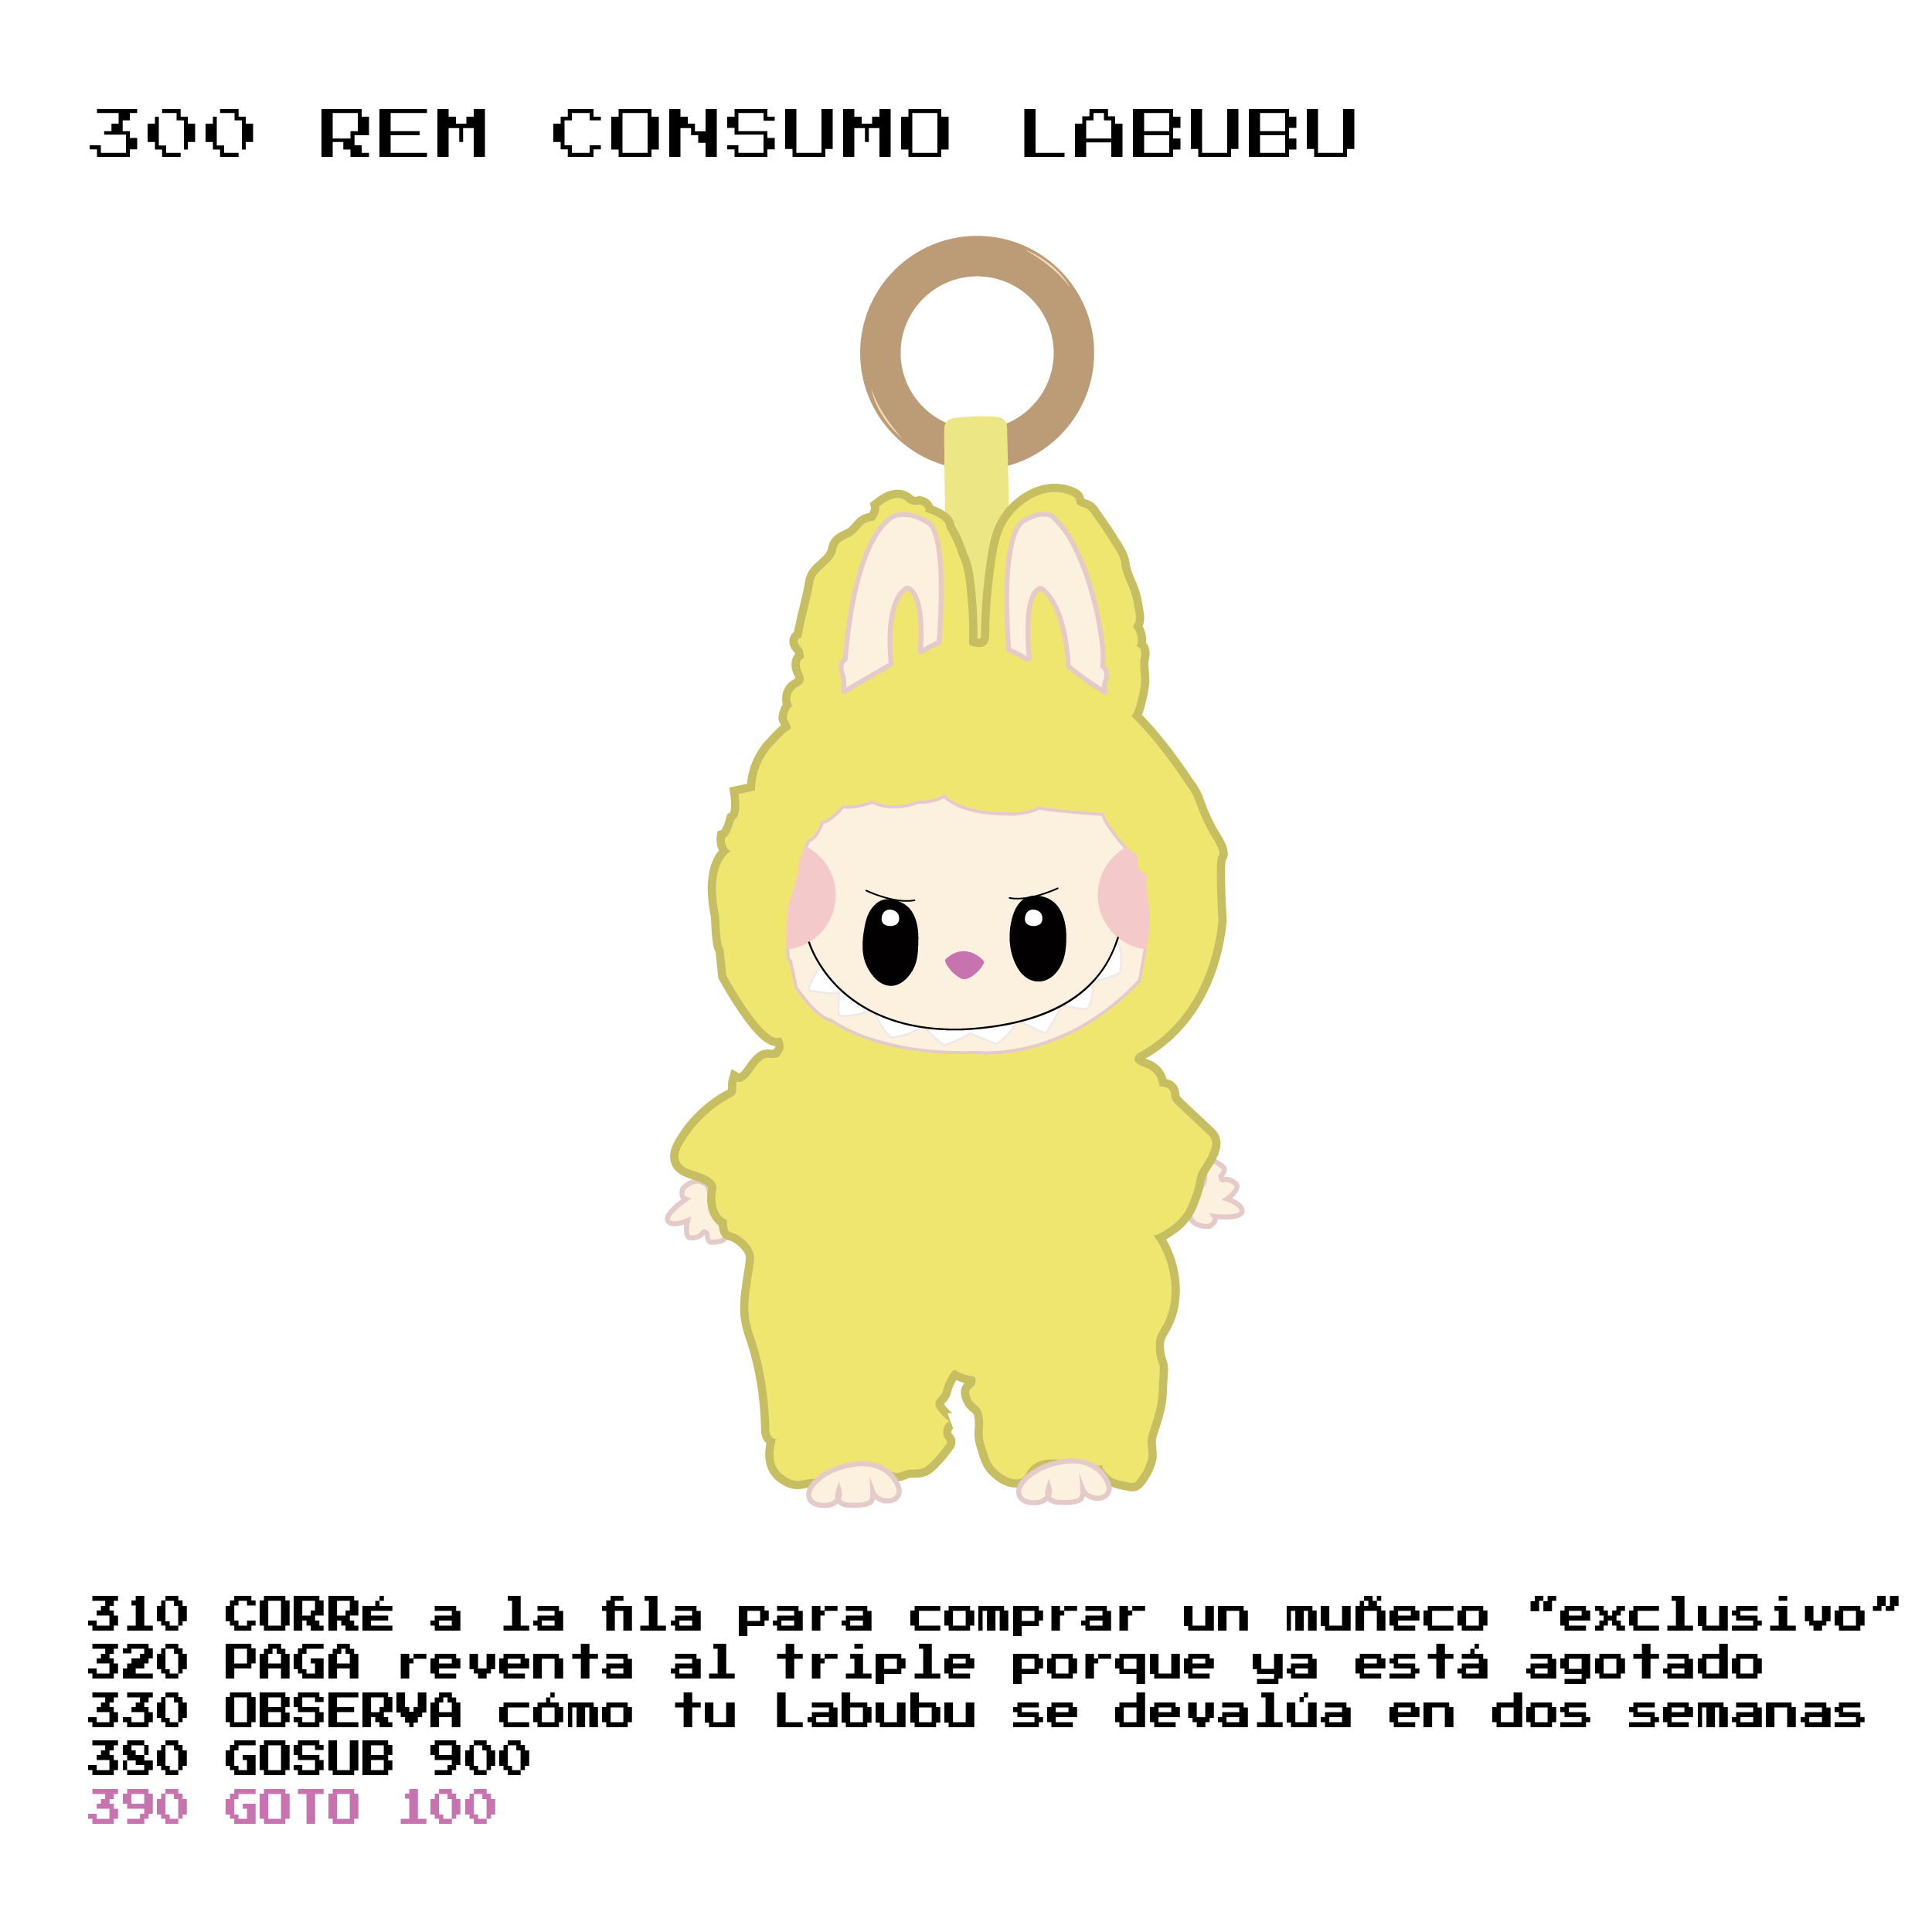 300 REM CONSUMO LABUBU
310 CORRÉ a la fila para comprar un muñeco “exclusivo”
320 PAGA reventa al triple porque ya está agotado
330 OBSERVA cómo tu Labubu se devalúa en dos semanas
350 GOSUB 900
390 GOTO 100